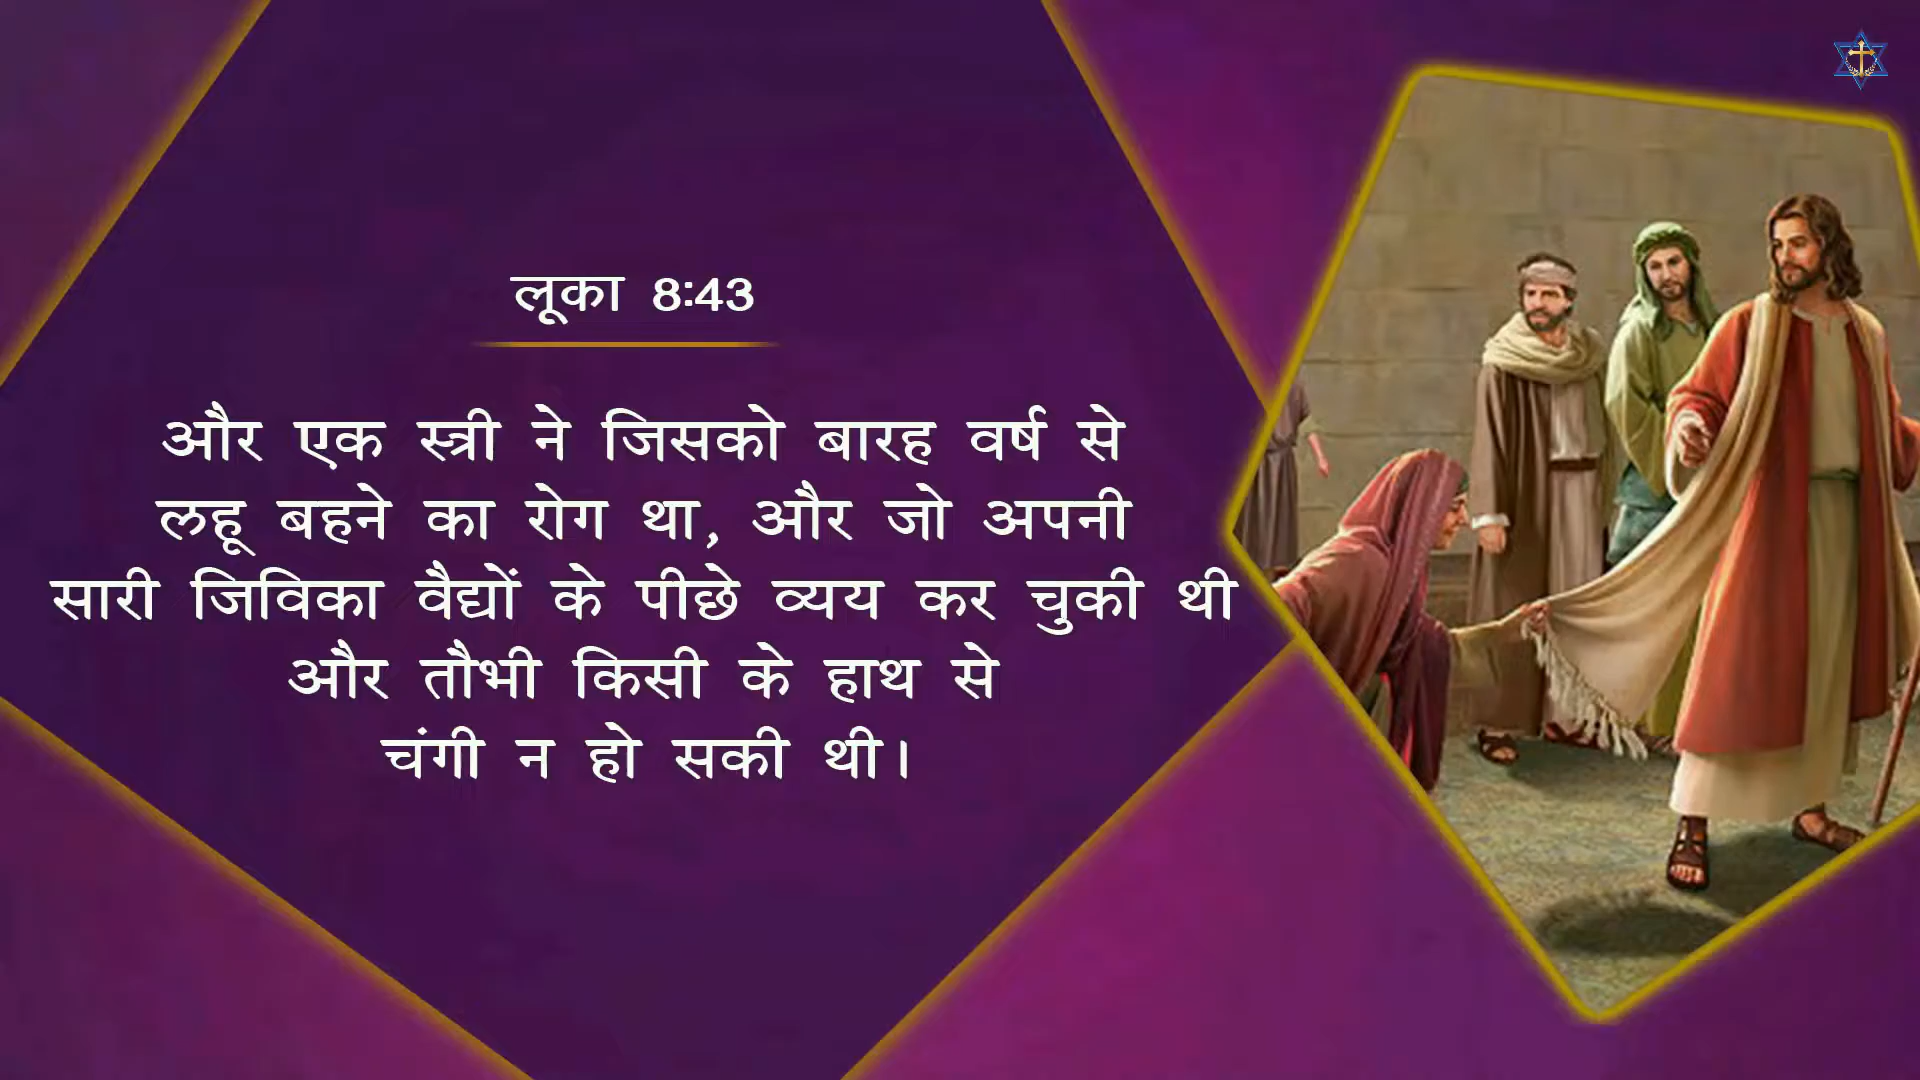 लूका 8:43
और एक स्त्री ने जिसको बारह वर्ष से
लहू बहने का रोग था, और जो अपनी
सारी जिविका वैद्यों के पीछे व्यय कर चुकी थी
और तौभी किसी के हाथ से
चंगी न हो सकी थी।